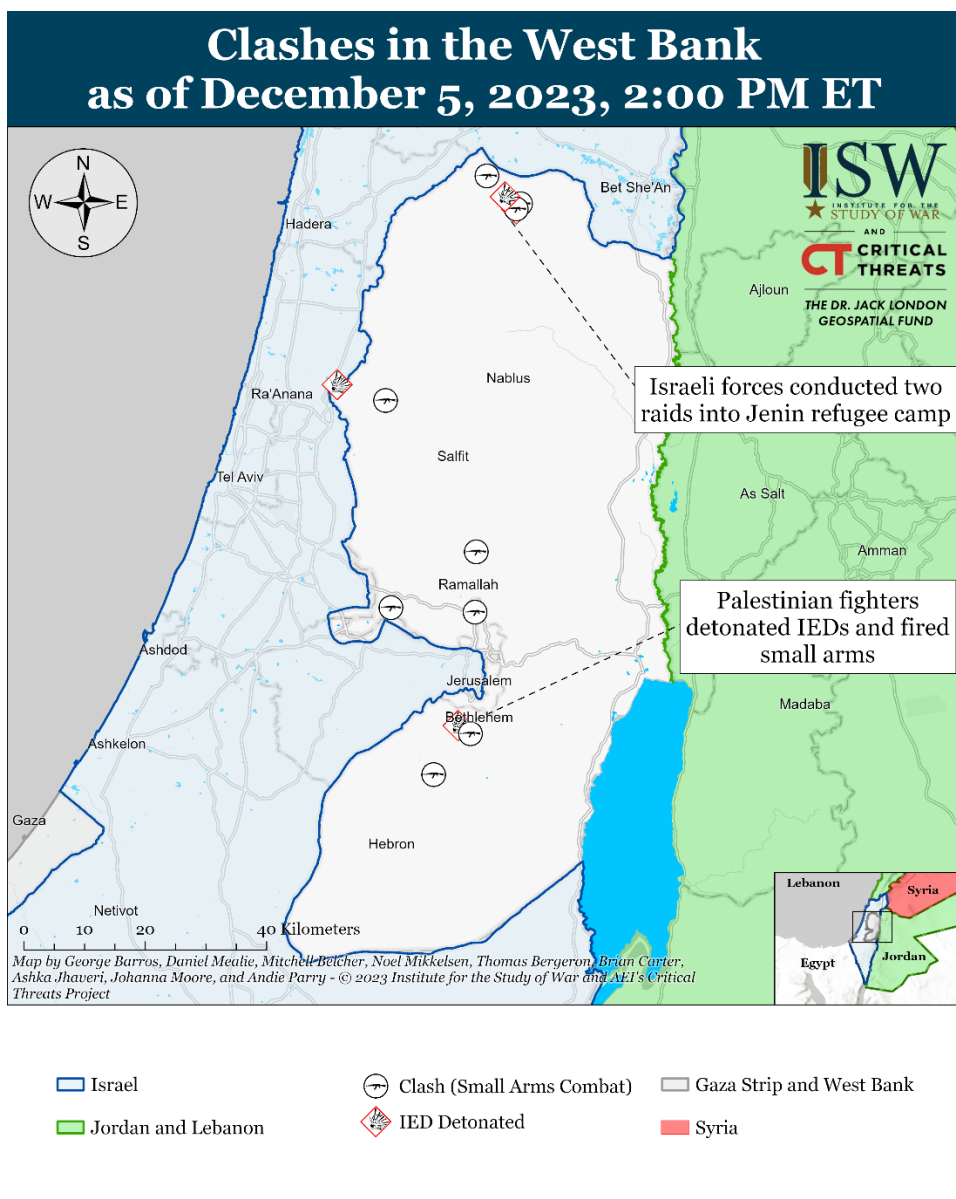 Clashes in the West Bank
as of December 5, 2023, 2:00 PM ET
N
W
E
S
ISW
INSTITUTE FOR THE
STUDY OF WAR
AND
CT CRITICAL
THREATS
THE DR. JACK LONDON
GEOSPATIAL FUND
Bet She'An
Hadera
Ajloun
Israeli forces conducted two
raids into Jenin refugee camp
Nablus
Ra'Anana
Salfit
Tel Aviv
As Salt
Amman
Ramallah
Palestinian fighters
detonated IEDs and fired
small arms
Ashdod
Jerusalem
Madaba
Bethlehem
Ashkelon
Gaza
Hebron
Netivot
Lebanon
Syria
Egypt
Jordan
0 10 20 40 Kilometers
Map by George Barros, Daniel Mealie, Mitchell Belcher, Noel Mikkelsen, Thomas Bergeron, Brian Carter,
Ashka Jhaveri, Johanna Moore, and Andie Parry - © 2023 Institute for the Study of War and AEI's Critical
Threats Project
Israel
Clash (Small Arms Combat)
Gaza Strip and West Bank
Jordan and Lebanon
IED Detonated
Syria